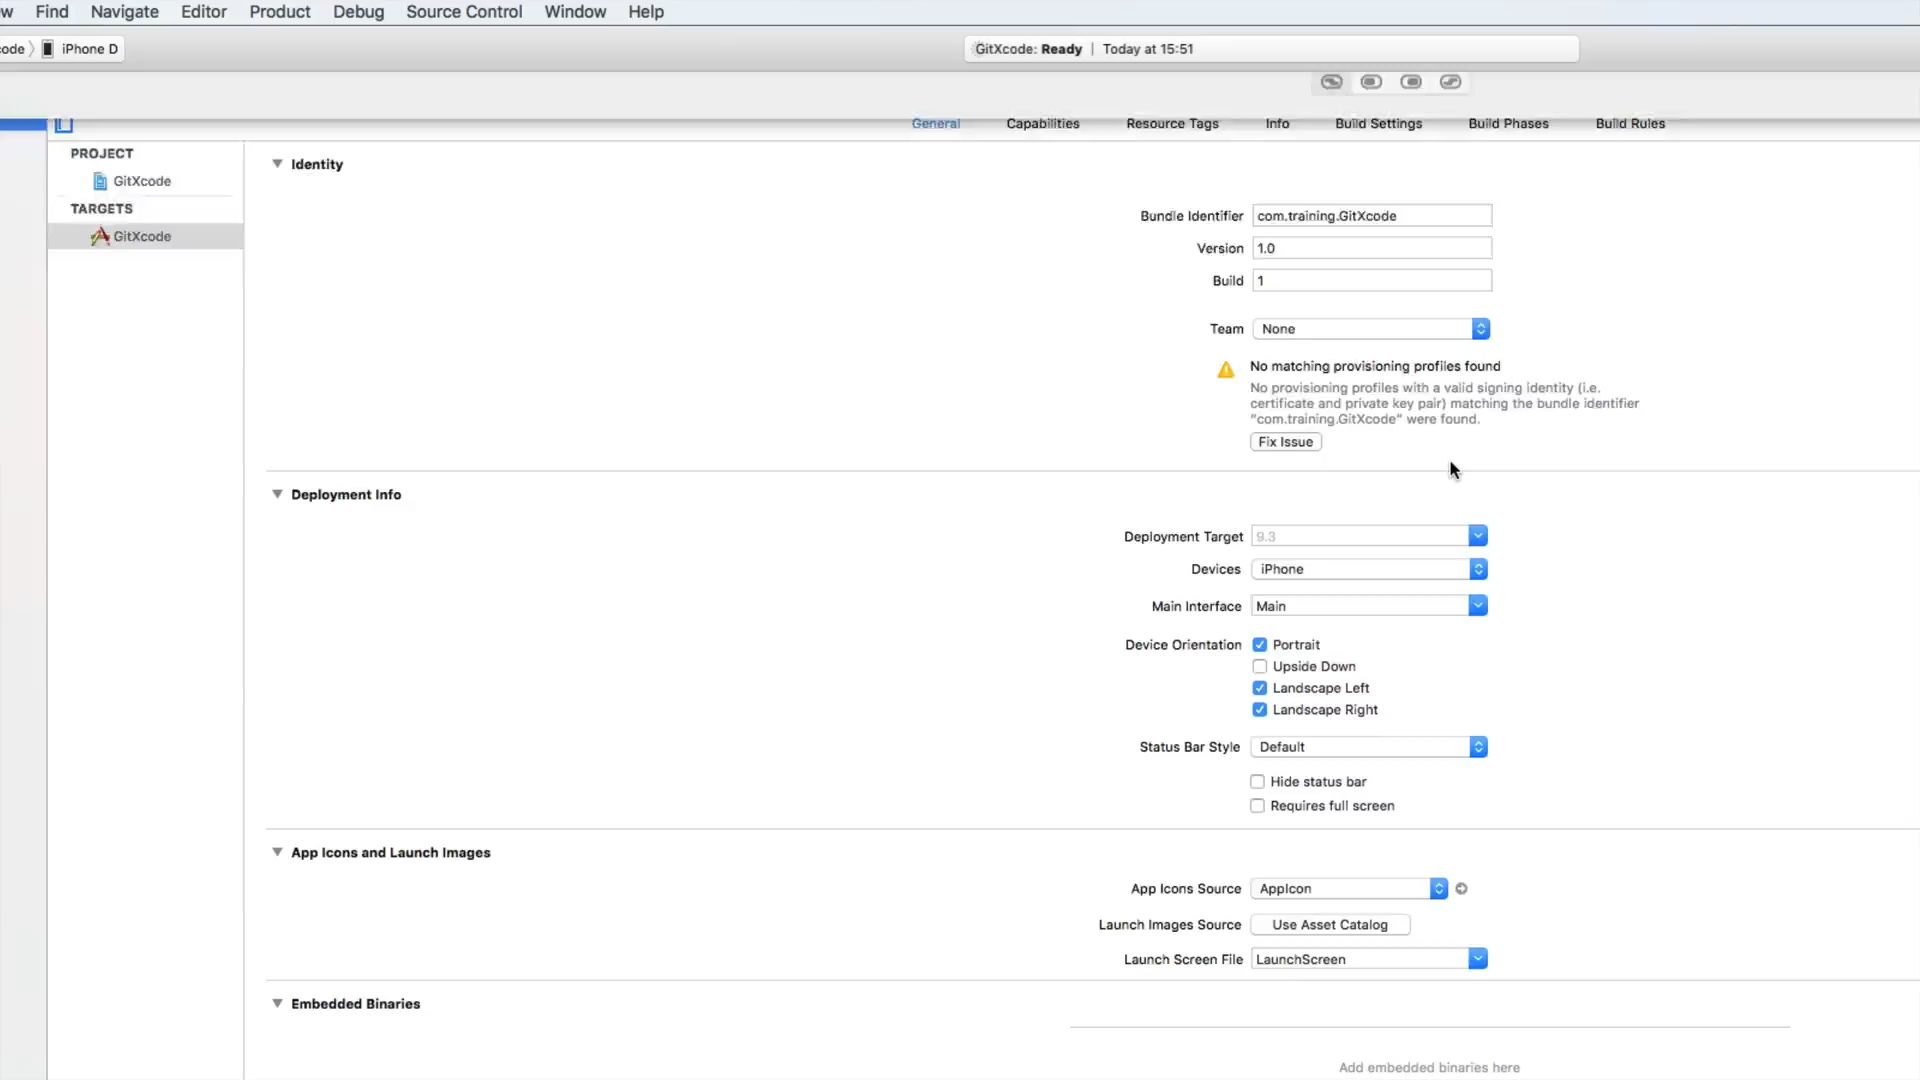 w Find Navigate Editor Product Debug Source Control Window Help
code iPhone D
GitXcode: Ready | Today at 15:51
General Capabilities Resource Tags Info Build Settings Build Phases Build Rules
PROJECT
GitXcode
TARGETS
GitXcode
Identity
Bundle Identifier com.training.GitXcode
Version 1.0
Build 1
Team None
No matching provisioning profiles found
No provisioning profiles with a valid signing identity (i.e.
certificate and private key pair) matching the bundle identifier
“com.training.GitXcode” were found.
Fix Issue
Deployment Info
Deployment Target 9.3
Devices iPhone
Main Interface Main
Device Orientation Portrait
Upside Down
Landscape Left
Landscape Right
Status Bar Style Default
Hide status bar
Requires full screen
App Icons and Launch Images
App Icons Source AppIcon
Launch Images Source Use Asset Catalog
Launch Screen File LaunchScreen
Embedded Binaries
Add embedded binaries here